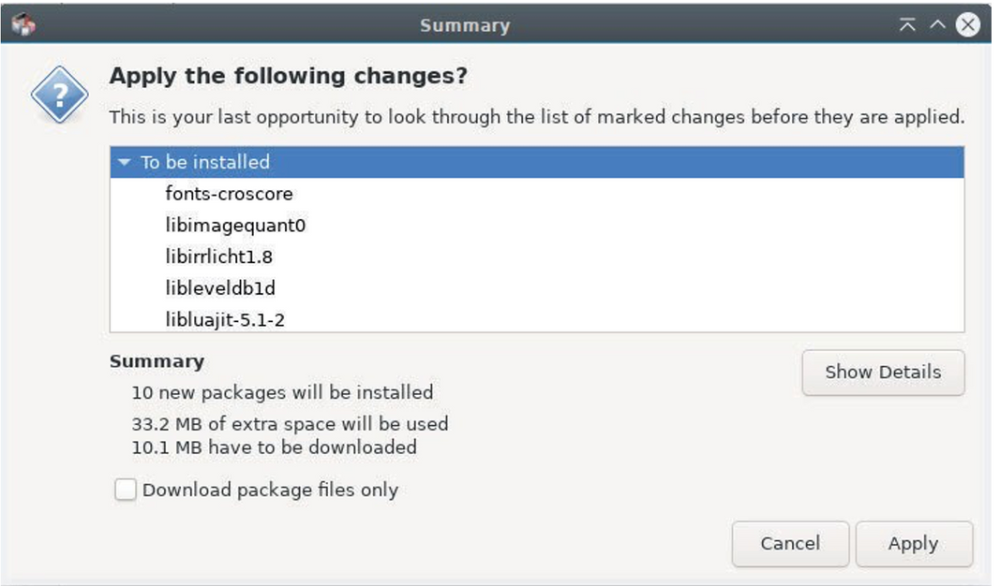 Summary
Apply the following changes?
This is your last opportunity to look through the list of marked changes before they are applied.
To be installed
fonts-croscore
libimagequant0
libirrlicht1.8
libleveldb1d
libluajit-5.1-2
Summary
Show Details
10 new packages will be installed
33.2 MB of extra space will be used
10.1 MB have to be downloaded
Download package files only
Cancel
Apply